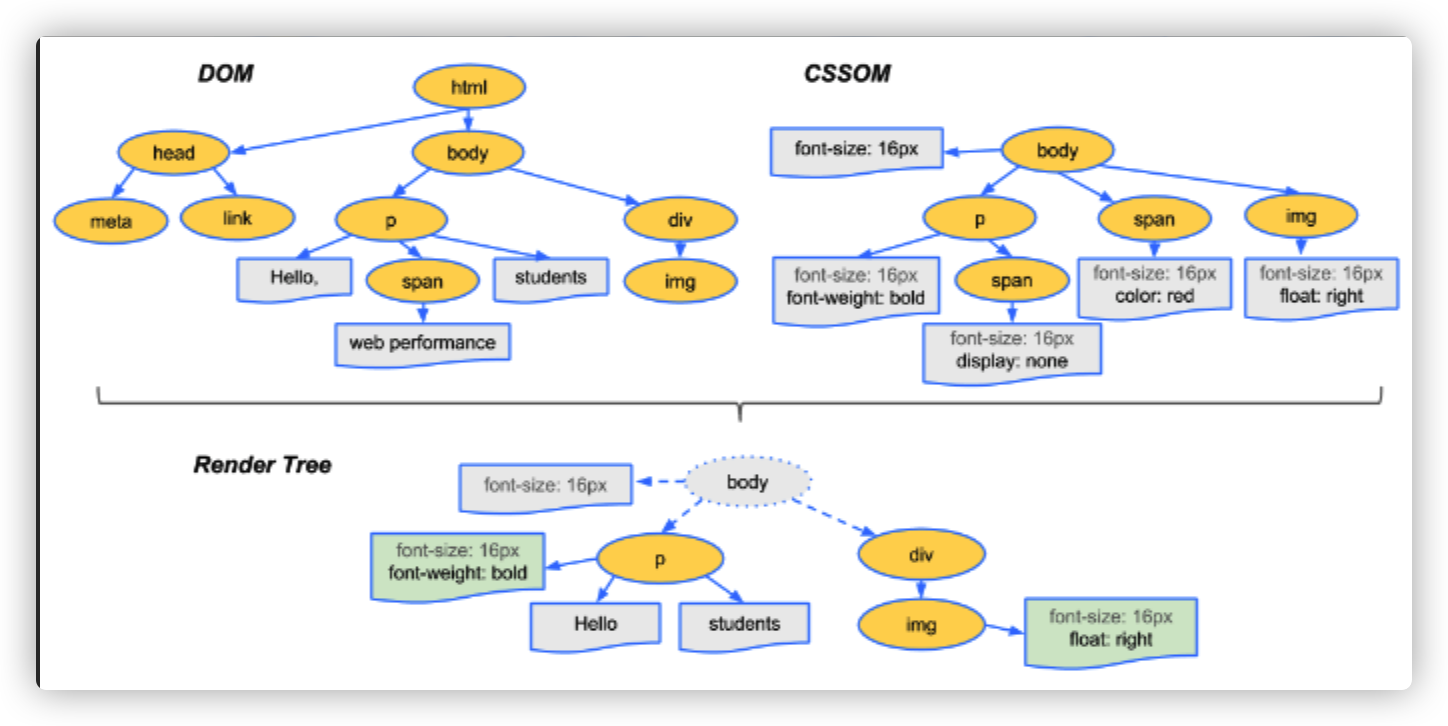 DOM
html
head
body
meta
link
p
div
Hello,
span
students
img
web performance
CSSOM
font-size: 16px
body
p
span
img
font-size: 16px
font-weight: bold
span
font-size: 16px
color: red
font-size: 16px
float: right
font-size: 16px
display: none
Render Tree
font-size: 16px
body
font-size: 16px
font-weight: bold
p
div
Hello
students
img
font-size: 16px
float: right